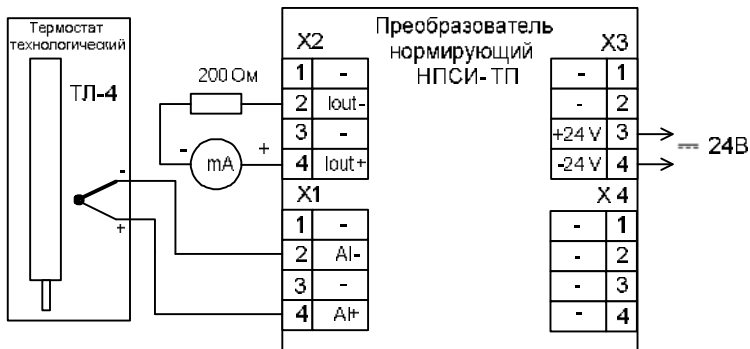 Термостат
технологический
ТЛ-4
200 Ом
- mA +
- +
Преобразователь
нормирующий
НПСИ-ТП
X2
1 -
2 Iout-
3 -
4 Iout+
X1
1 -
2 AI-
3 -
4 AI+
X3
- 1
- 2
+24 V 3
-24 V 4
24В
X 4
- 1
- 2
- 3
- 4